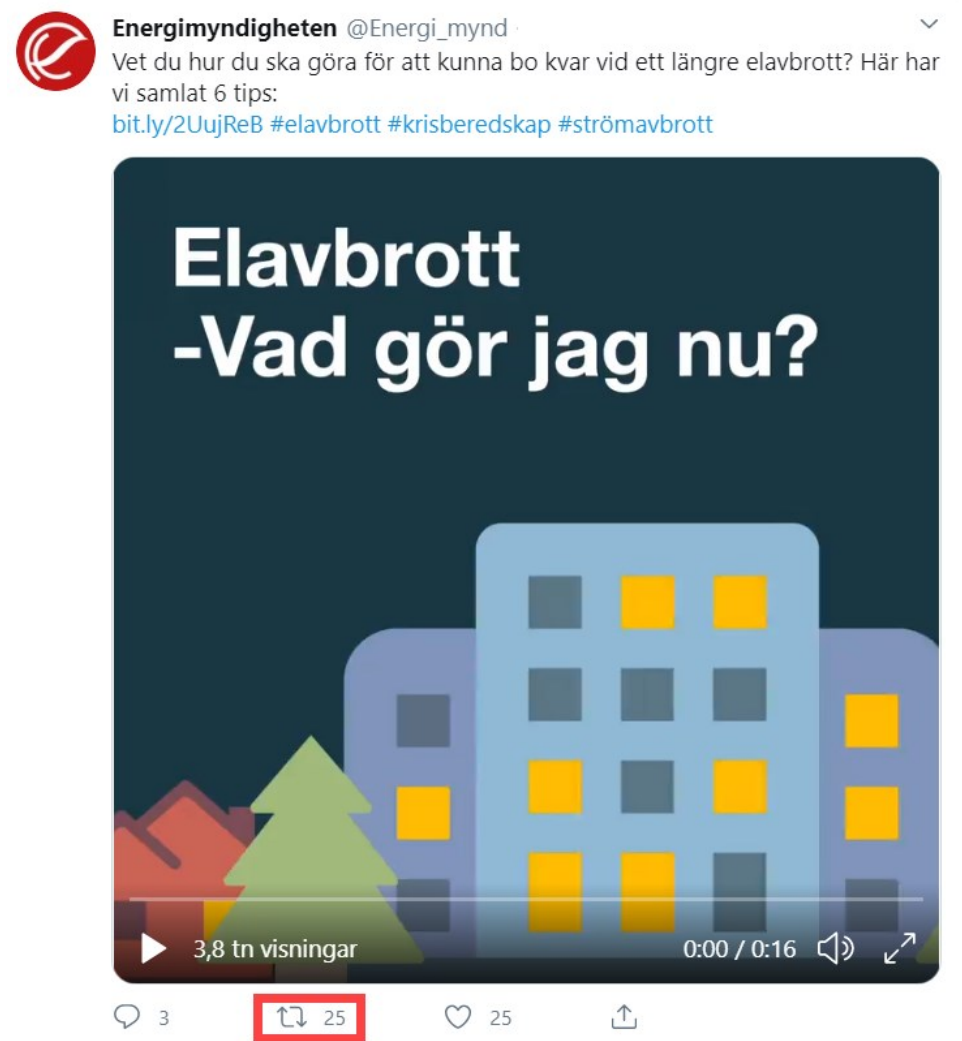 Energimyndigheten @Energi_mynd
Vet du hur du ska göra för att kunna bo kvar vid ett längre elavbrott? Här har
vi samlat 6 tips:
bit.ly/2UujReB #elavbrott #krisberedskap #strömavbrott
Elavbrott
-Vad gör jag nu?
3,8 tn visningar 0:00 / 0:16
3 25 25